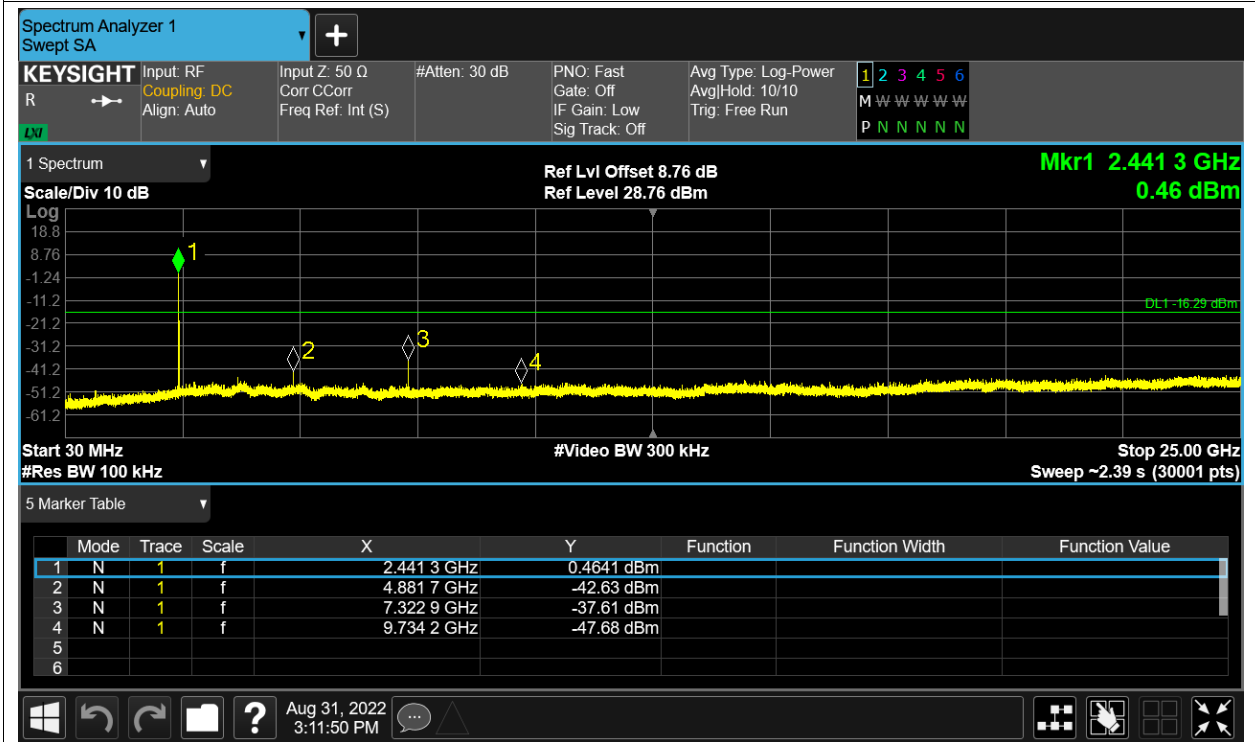 Spectrum Analyzer 1
Swept SA
KEYSIGHT
R
LXI
Input: RF
Coupling: DC
Align: Auto
Input Z: 50 Ω
Corr CCorr
Freq Ref: Int (S)
#Atten: 30 dB
PNO: Fast
Gate: Off
IF Gain: Low
Sig Track: Off
Avg Type: Log-Power
Avg|Hold: 10/10
Trig: Free Run
1 2 3 4 5 6
M W W W W W
P N N N N N
1 Spectrum
Scale/Div 10 dB
Ref Lvl Offset 8.76 dB
Ref Level 28.76 dBm
Mkr1 2.441 3 GHz
0.46 dBm
Log
18.8
8.76
-1.24
-11.2
-21.2
-31.2
-41.2
-51.2
-61.2
1
2
3
4
DL1 -16.29 dBm
Start 30 MHz
#Res BW 100 kHz
#Video BW 300 kHz
Stop 25.00 GHz
Sweep ~2.39 s (30001 pts)
5 Marker Table
Mode Trace Scale X Y Function Function Width Function Value
1 N 1 f 2.441 3 GHz 0.4641 dBm
2 N 1 f 4.881 7 GHz -42.63 dBm
3 N 1 f 7.322 9 GHz -37.61 dBm
4 N 1 f 9.734 2 GHz -47.68 dBm
5
6
?
Aug 31, 2022
3:11:50 PM